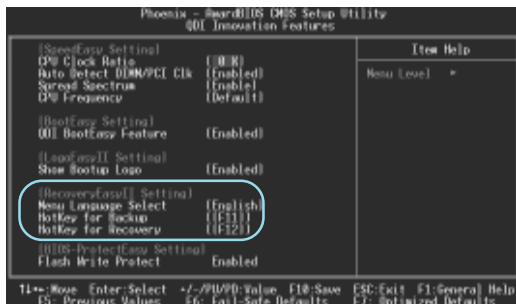 Phoenix - AwardBIOS CMOS Setup Utility
QDI Innovation Features
[SpeedEasy Setting]
CPU Clock Ratio
Auto Detect DIMM/PCI Clk [Enabled]
Spread Spectrum [Enable]
CPU Frequency [Default]
[BootEasy Setting]
QDI BootEasy Feature [Enabled]
[LogoEasyII Setting]
Show Bootup Logo [Enabled]
[RecoveryEasyII Setting]
Menu Language Select [English]
HotKey for Backup [[F11]]
HotKey for Recovery [[F12]]
[BIOS-ProtectEasy Setting]
Flash Write Protect Enabled
Item Help
Menu Level ►
↑↓→←:Move Enter:Select +/-/PU/PD:Value F10:Save ESC:Exit F1:General Help
F5: Previous Values F6: Fail-Safe Defaults F7: Optimized Defaults